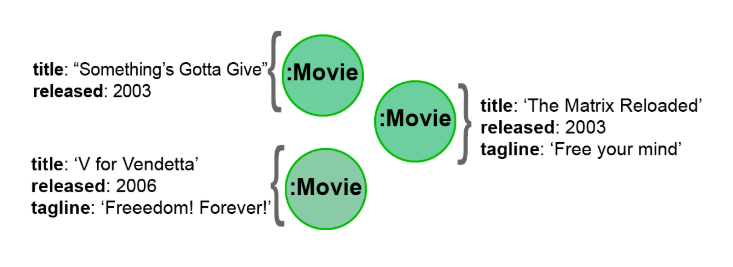 title: “Something’s Gotta Give”
released: 2003
:Movie
:Movie
title: ‘The Matrix Reloaded’
released: 2003
tagline: ‘Free your mind’
title: ‘V for Vendetta’
released: 2006
tagline: ‘Freeedom! Forever!’
:Movie